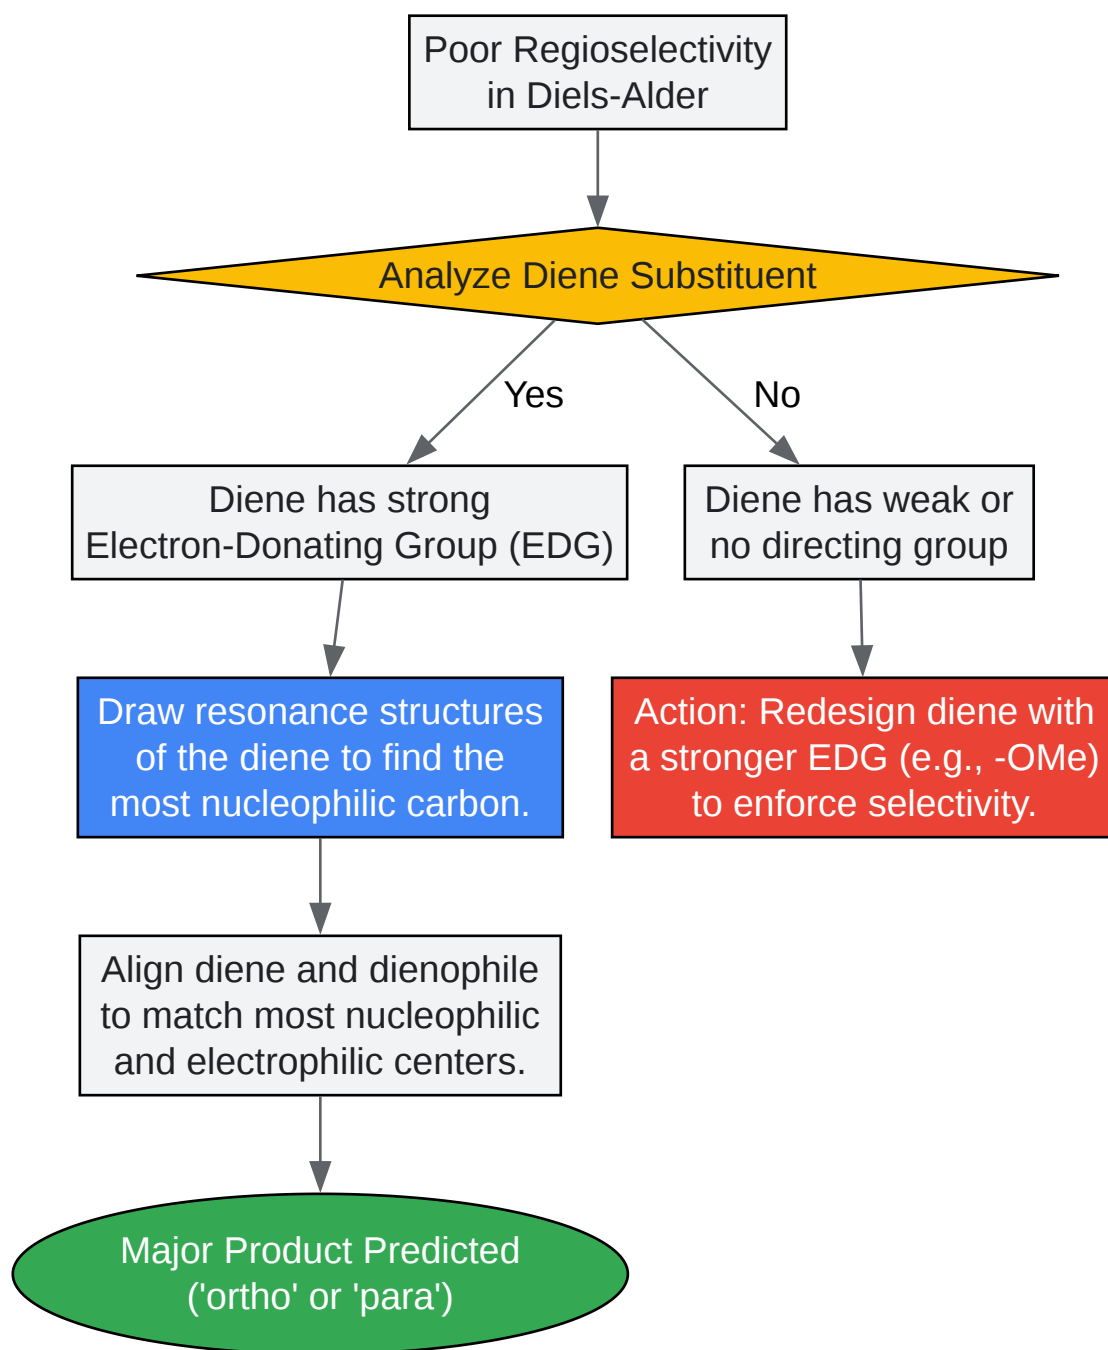 Poor Regioselectivity
in Diels-Alder
Analyze Diene Substituent
Yes
No
Diene has strong
Electron-Donating Group (EDG)
Diene has weak or
no directing group
Draw resonance structures
of the diene to find the
most nucleophilic carbon.
Action: Redesign diene with
a stronger EDG (e.g., -OMe)
to enforce selectivity.
Align diene and dienophile
to match most nucleophilic
and electrophilic centers.
Major Product Predicted
('ortho' or 'para')